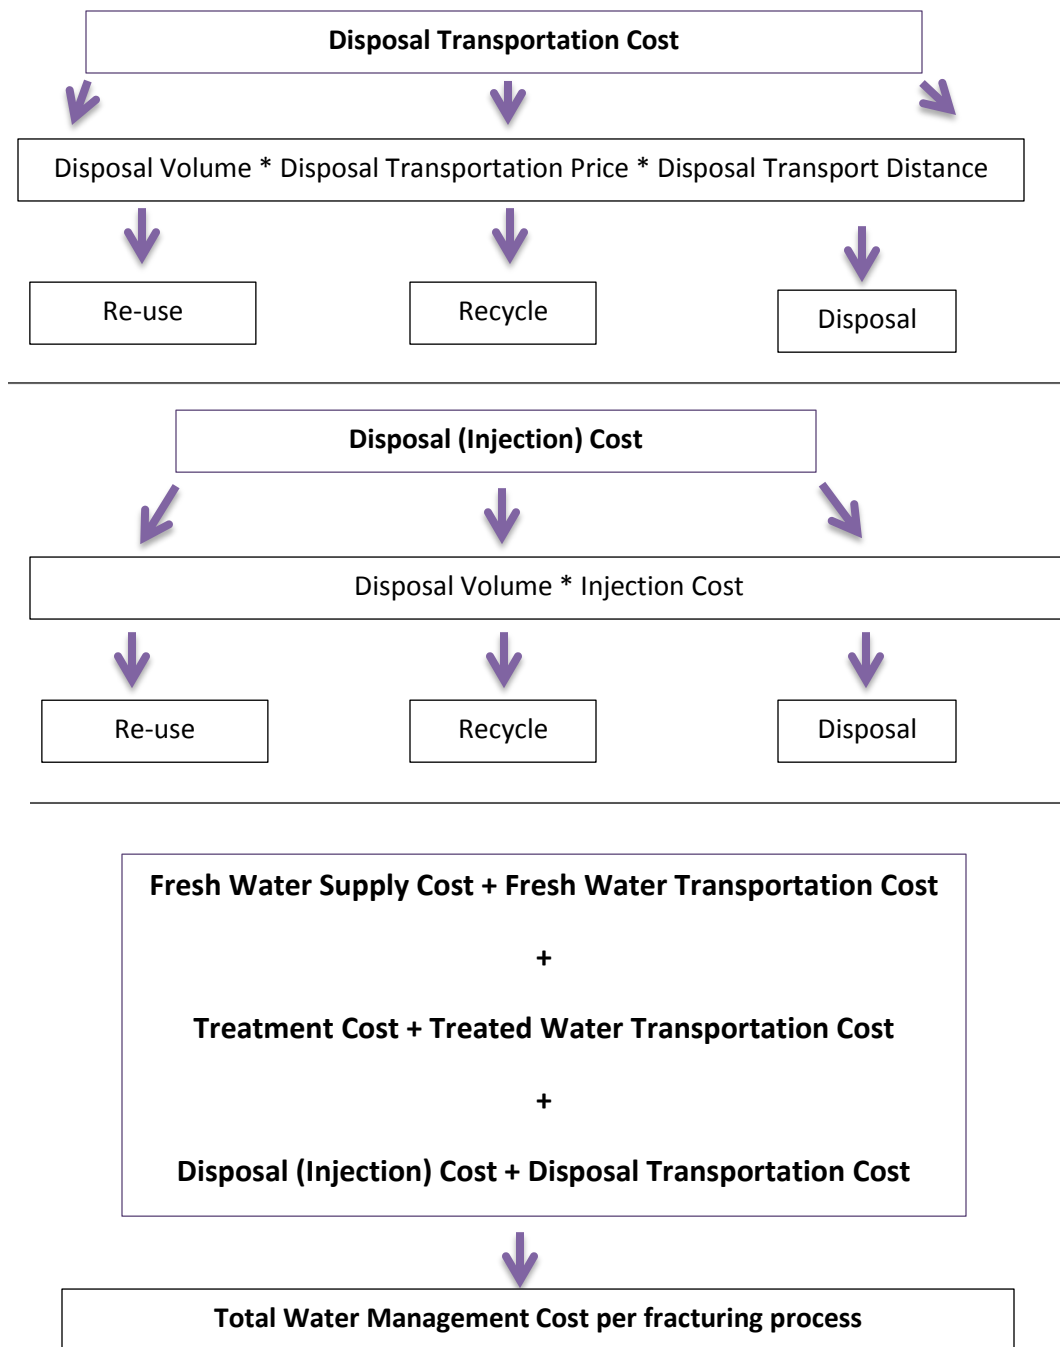 Disposal Transportation Cost
Disposal Volume * Disposal Transportation Price * Disposal Transport Distance
Re-use
Recycle
Disposal
Disposal (Injection) Cost
Disposal Volume * Injection Cost
Re-use
Recycle
Disposal
Fresh Water Supply Cost + Fresh Water Transportation Cost
+
Treatment Cost + Treated Water Transportation Cost
+
Disposal (Injection) Cost + Disposal Transportation Cost
Total Water Management Cost per fracturing process